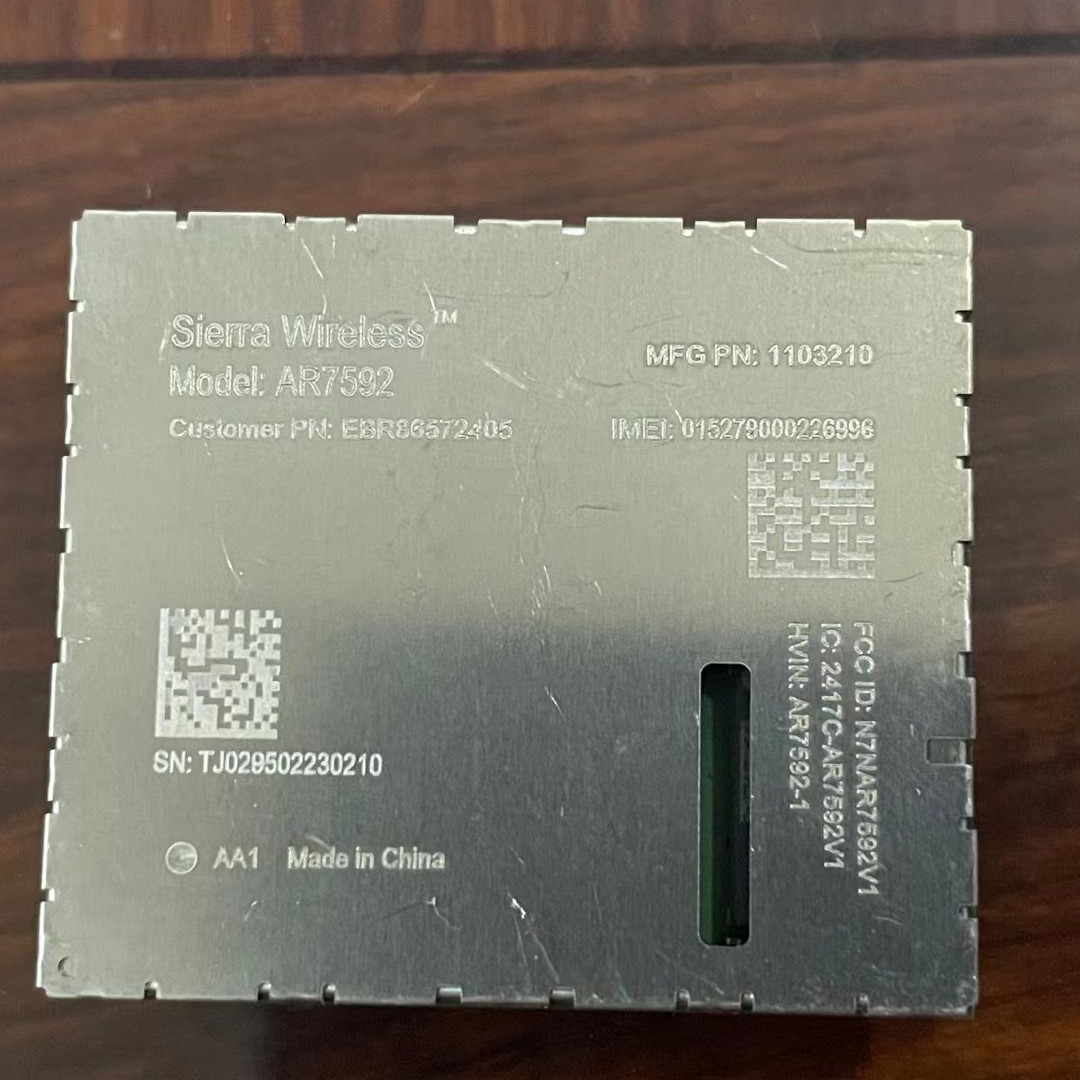 Sierra Wireless™
Model: AR7592
Customer PN: EBR86572405
MFG PN: 1103210
IMEI: 015279000226996
SN: TJ029502230210
AA1 Made in China
FCC ID: N7NAR7592V1
IC: 2417C-AR7592V1
HVIN: AR7592-1